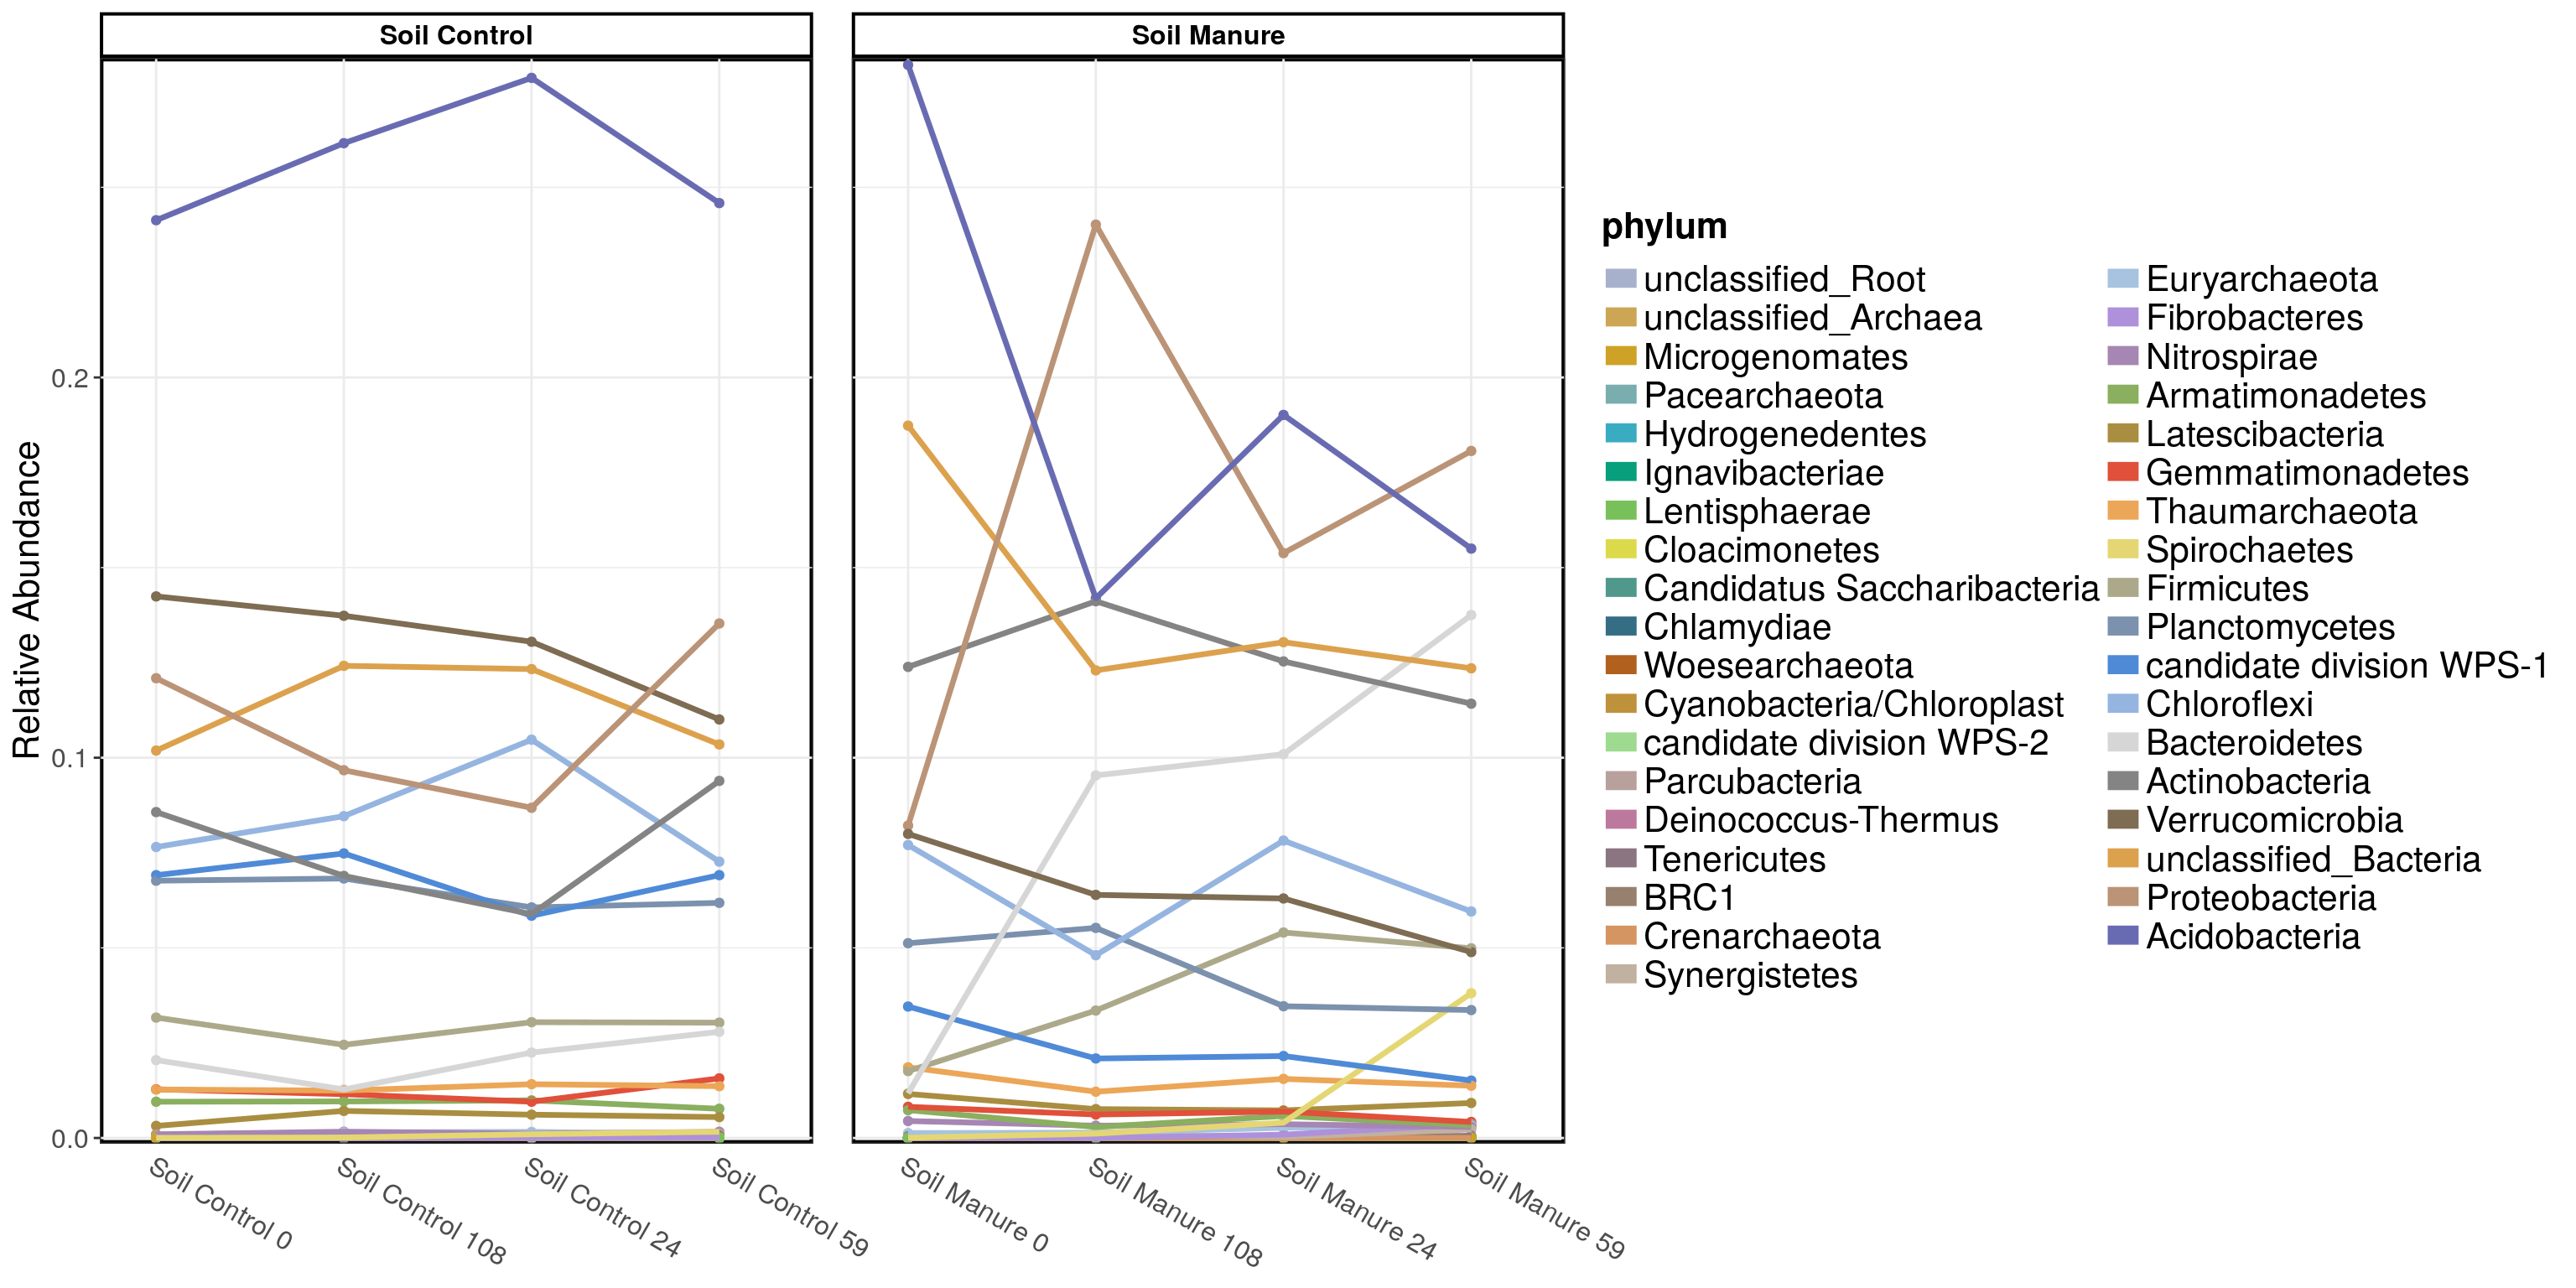 Soil Control
Soil Manure
Relative Abundance
0.2
0.1
0.0
Soil Control 0
Soil Control 108
Soil Control 24
Soil Control 59
Soil Manure 0
Soil Manure 108
Soil Manure 24
Soil Manure 59
phylum
unclassified_Root
unclassified_Archaea
Microgenomates
Pacearchaeota
Hydrogenedentes
Ignavibacteriae
Lentisphaerae
Cloacimonetes
Candidatus Saccharibacteria
Chlamydiae
Woesearchaeota
Cyanobacteria/Chloroplast
candidate division WPS-2
Parcubacteria
Deinococcus-Thermus
Tenericutes
BRC1
Crenarchaeota
Synergistetes
Euryarchaeota
Fibrobacteres
Nitrospirae
Armatimonadetes
Latescibacteria
Gemmatimonadetes
Thaumarchaeota
Spirochaetes
Firmicutes
Planctomycetes
candidate division WPS-1
Chloroflexi
Bacteroidetes
Actinobacteria
Verrucomicrobia
unclassified_Bacteria
Proteobacteria
Acidobacteria